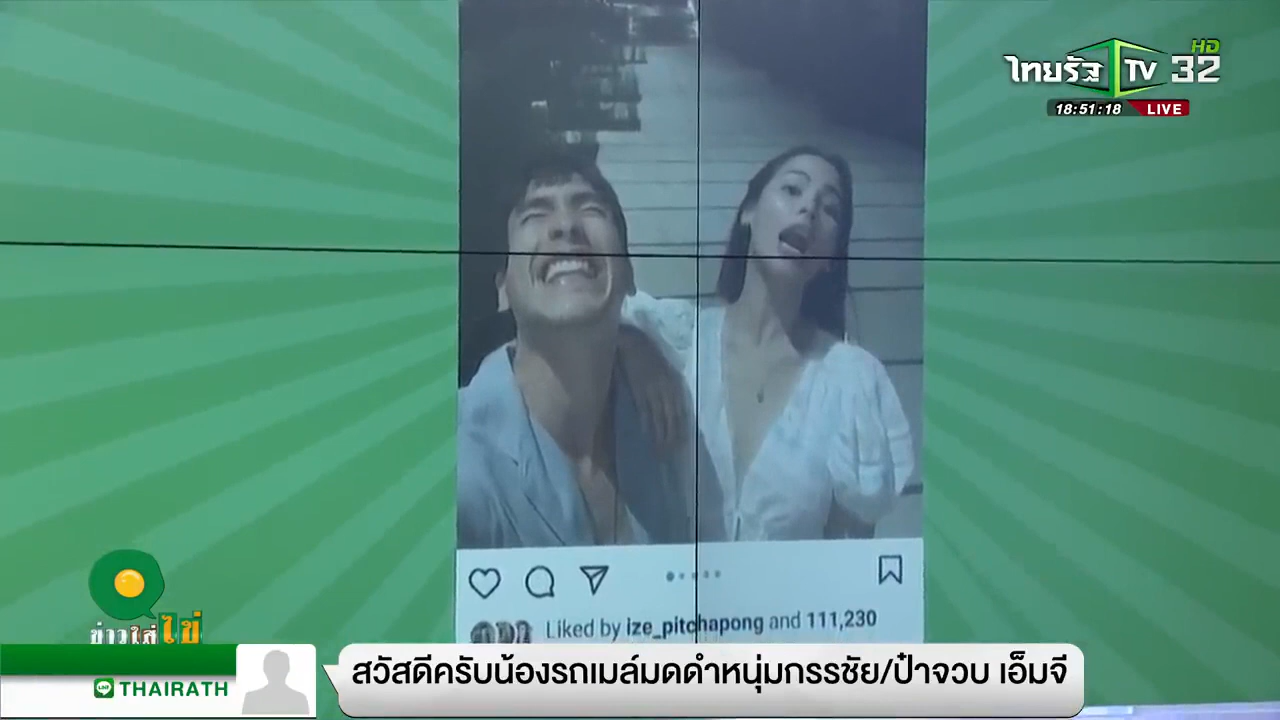 ไทยรัฐ TV HD 32
18:51:18 LIVE
Liked by ize_pitchapong and 111,230
ข่าวใส่ไข่
LINE THAIRATH
สวัสดีครับน้องรถเมล์มดดำหนุ่มกรรชัย/ป๋าจวบ เอ็มจี